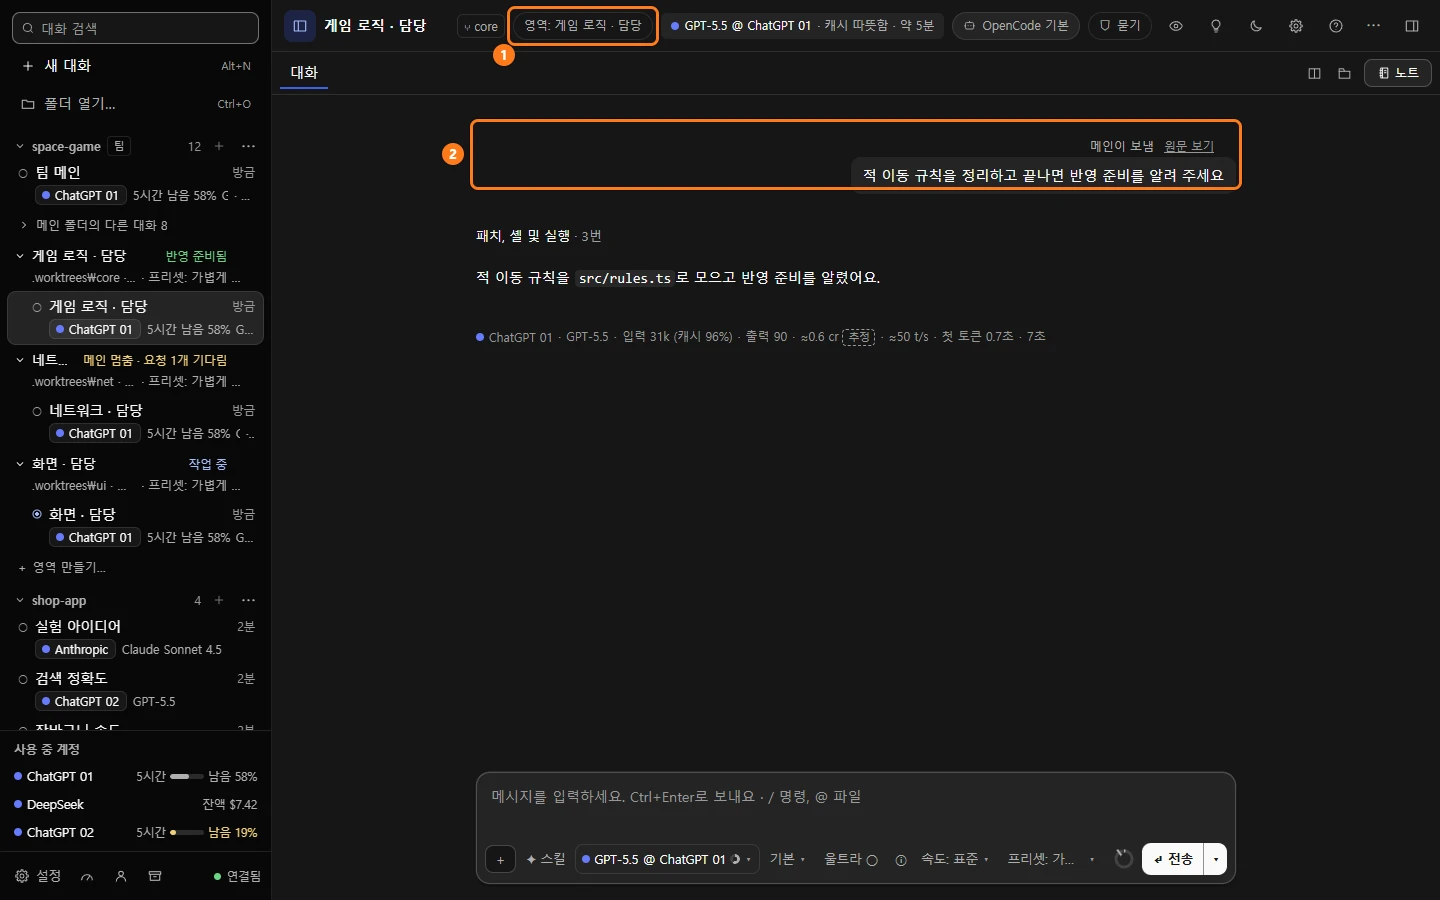 대화 검색
새 대화 Alt+N
폴더 열기... Ctrl+O
space-game 팀 12
팀 메인 방금
ChatGPT 01 5시간 남음 58% G · ...
메인 폴더의 다른 대화 8
게임 로직 · 담당 반영 준비됨
.worktrees₩core · ... · 프리셋: 가볍게 ...
게임 로직 · 담당 방금
ChatGPT 01 5시간 남음 58% G...
네트... 메인 멈춤 · 요청 1개 기다림
.worktrees₩net · ... · 프리셋: 가볍게 ...
네트워크 · 담당 방금
ChatGPT 01 5시간 남음 58% ·..
화면 · 담당 작업 중
.worktrees₩ui · ... · 프리셋: 가볍게 ...
화면 · 담당 방금
ChatGPT 01 5시간 남음 58% G...
+ 영역 만들기...
shop-app 4
실험 아이디어 2분
Anthropic Claude Sonnet 4.5
검색 정확도 2분
ChatGPT 02 GPT-5.5
사용 중 계정
ChatGPT 01 5시간 남음 58%
DeepSeek 잔액 $7.42
ChatGPT 02 5시간 남음 19%
설정 연결됨
게임 로직 · 담당 core 영역: 게임 로직 · 담당 GPT-5.5 @ ChatGPT 01 · 캐시 따뜻함 · 약 5분 OpenCode 기본 묻기
1
대화 노트
2
메인이 보냄 원문 보기
적 이동 규칙을 정리하고 끝나면 반영 준비를 알려 주세요
패치, 셸 및 실행 · 3번
적 이동 규칙을 src/rules.ts로 모으고 반영 준비를 알렸어요.
ChatGPT 01 · GPT-5.5 · 입력 31k (캐시 96%) · 출력 90 · ≈0.6 cr 추정 · ≈50 t/s · 첫 토큰 0.7초 · 7초
메시지를 입력하세요. Ctrl+Enter로 보내요 · / 명령, @ 파일
+ 스킬 GPT-5.5 @ ChatGPT 01 기본 울트라 속도: 표준 프리셋: 가... 전송